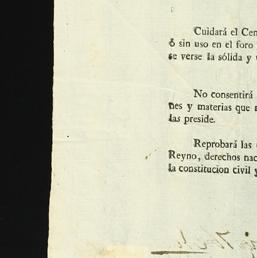 Cuidará el Cen
ó sin uso en el foro
se verse la sólida y
No consentirá
nes y materias que
las preside.
Reprobará las
Reyno, derechos nac
la constitucion civil y